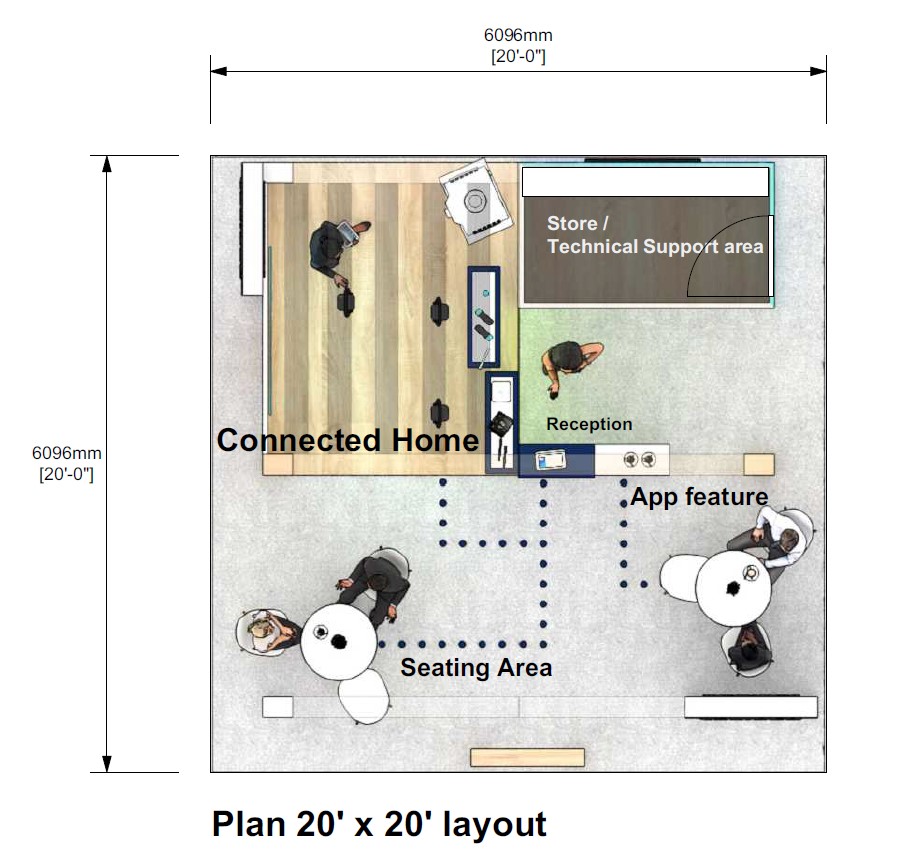 6096mm
[20'-0"]
Store /
Technical Support area
Reception
Connected Home
6096mm
[20'-0"]
App feature
Seating Area
Plan 20' x 20' layout